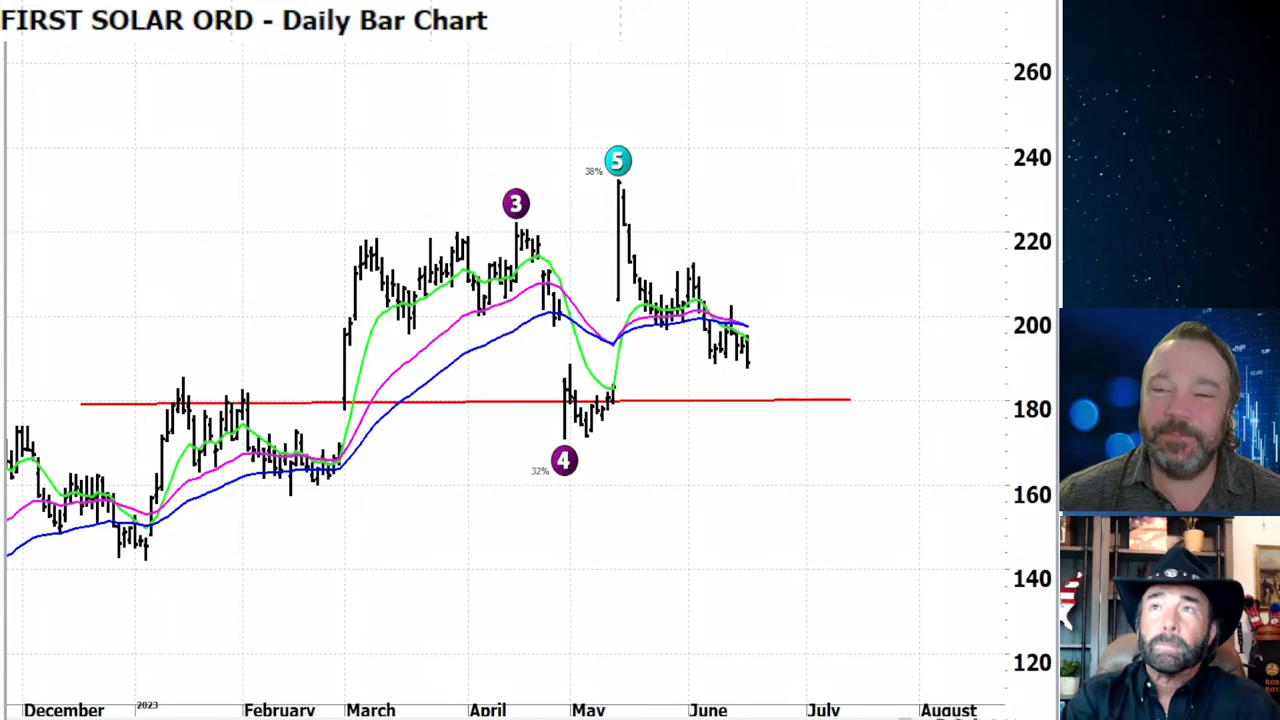 FIRST SOLAR ORD - Daily Bar Chart
260
240
5
38%
3
220
200
180
4
32%
160
140
120
December
2023
February
March
April
May
June
July
August